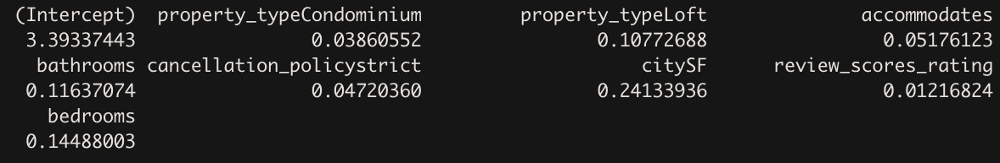 (Intercept) property_typeCondominium property_typeLoft accommodates
3.39337443 0.03860552 0.10772688 0.05176123
bathrooms cancellation_policystrict citySF review_scores_rating
0.11637074 0.04720360 0.24133936 0.01216824
bedrooms
0.14488003